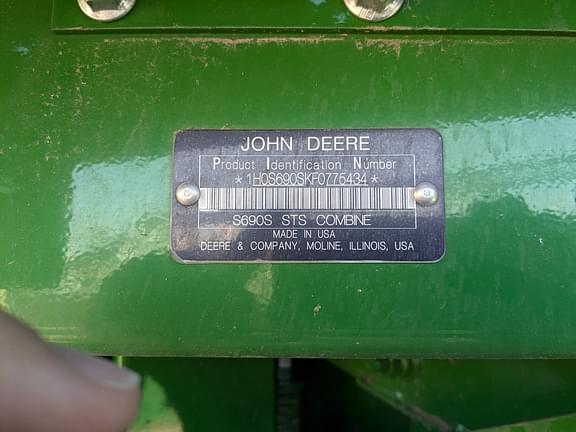 JOHN DEERE
Product Identification Number
*1H0S690SKF0775434*
S690S STS COMBINE
MADE IN USA
DEERE & COMPANY, MOLINE, ILLINOIS, USA